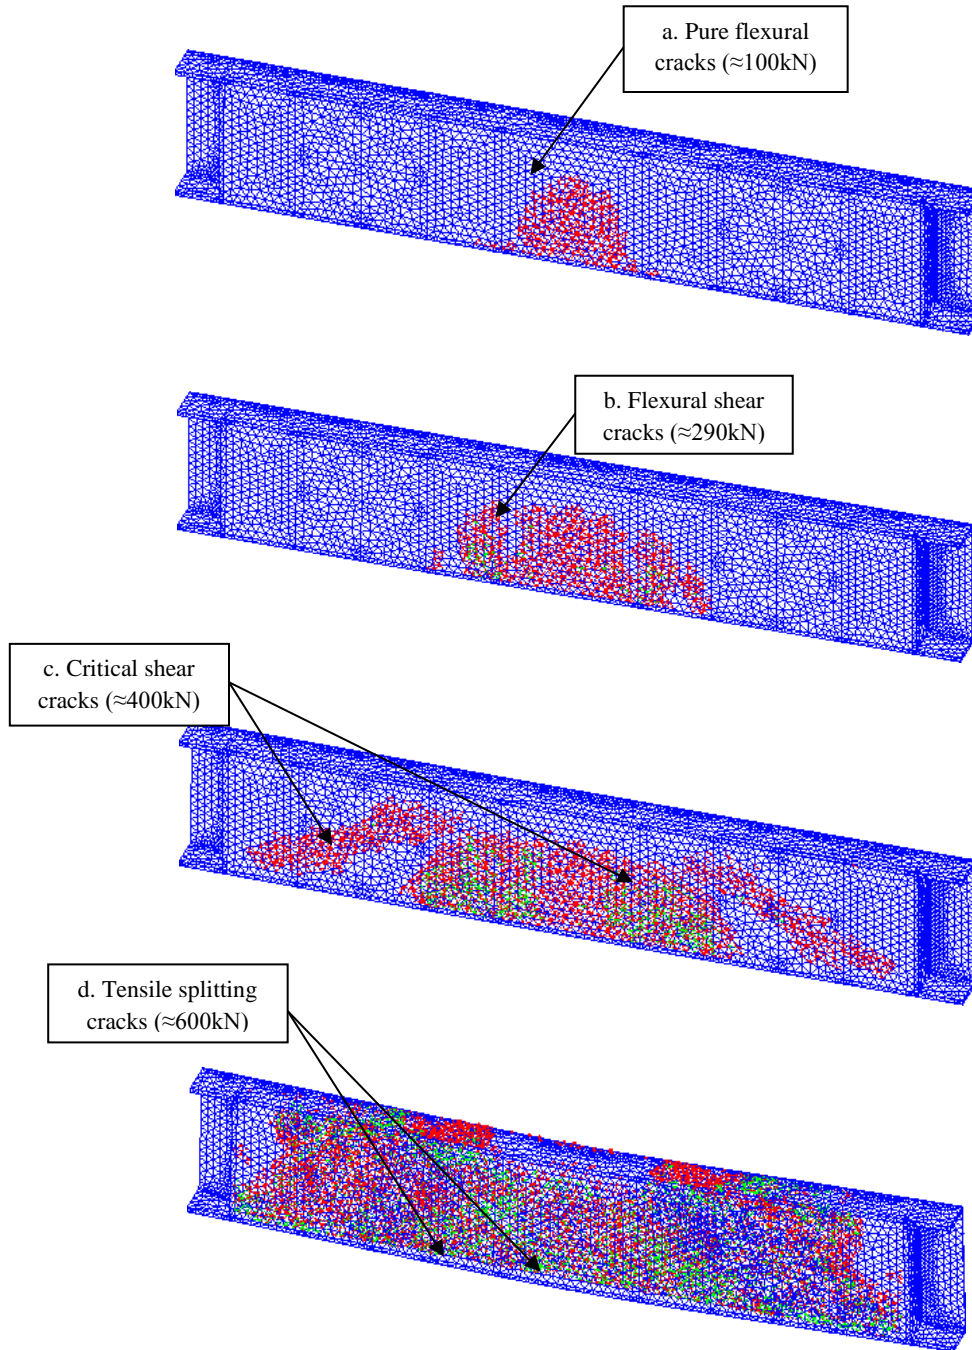 a. Pure flexural
cracks (≈100kN)
b. Flexural shear
cracks (≈290kN)
c. Critical shear
cracks (≈400kN)
d. Tensile splitting
cracks (≈600kN)